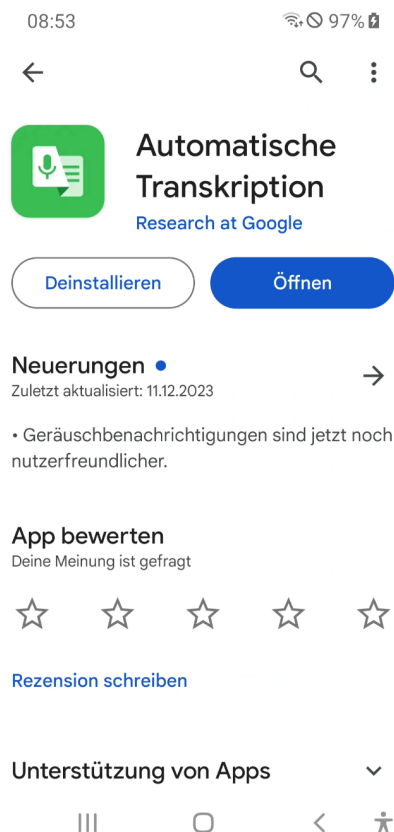 08:53 97%
Automatische
Transkription
Research at Google
Deinstallieren Öffnen
Neuerungen
Zuletzt aktualisiert: 11.12.2023
• Geräuschbenachrichtigungen sind jetzt noch
nutzerfreundlicher.
App bewerten
Deine Meinung ist gefragt
Rezension schreiben
Unterstützung von Apps